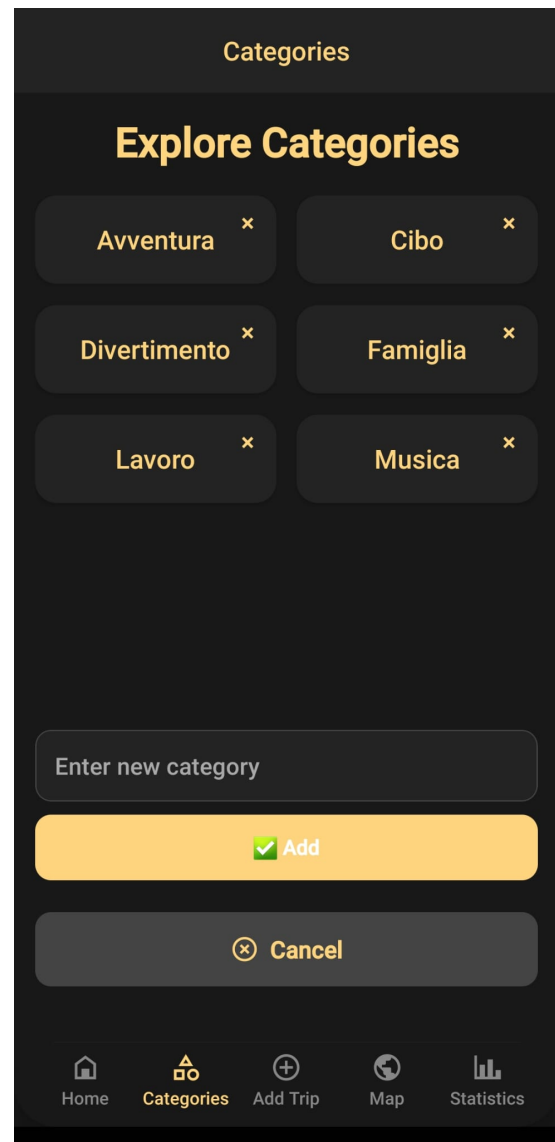 Categories
Explore Categories
Avventura × Cibo ×
Divertimento × Famiglia ×
Lavoro × Musica ×
Enter new category
✅ Add
Cancel
Home Categories Add Trip Map Statistics